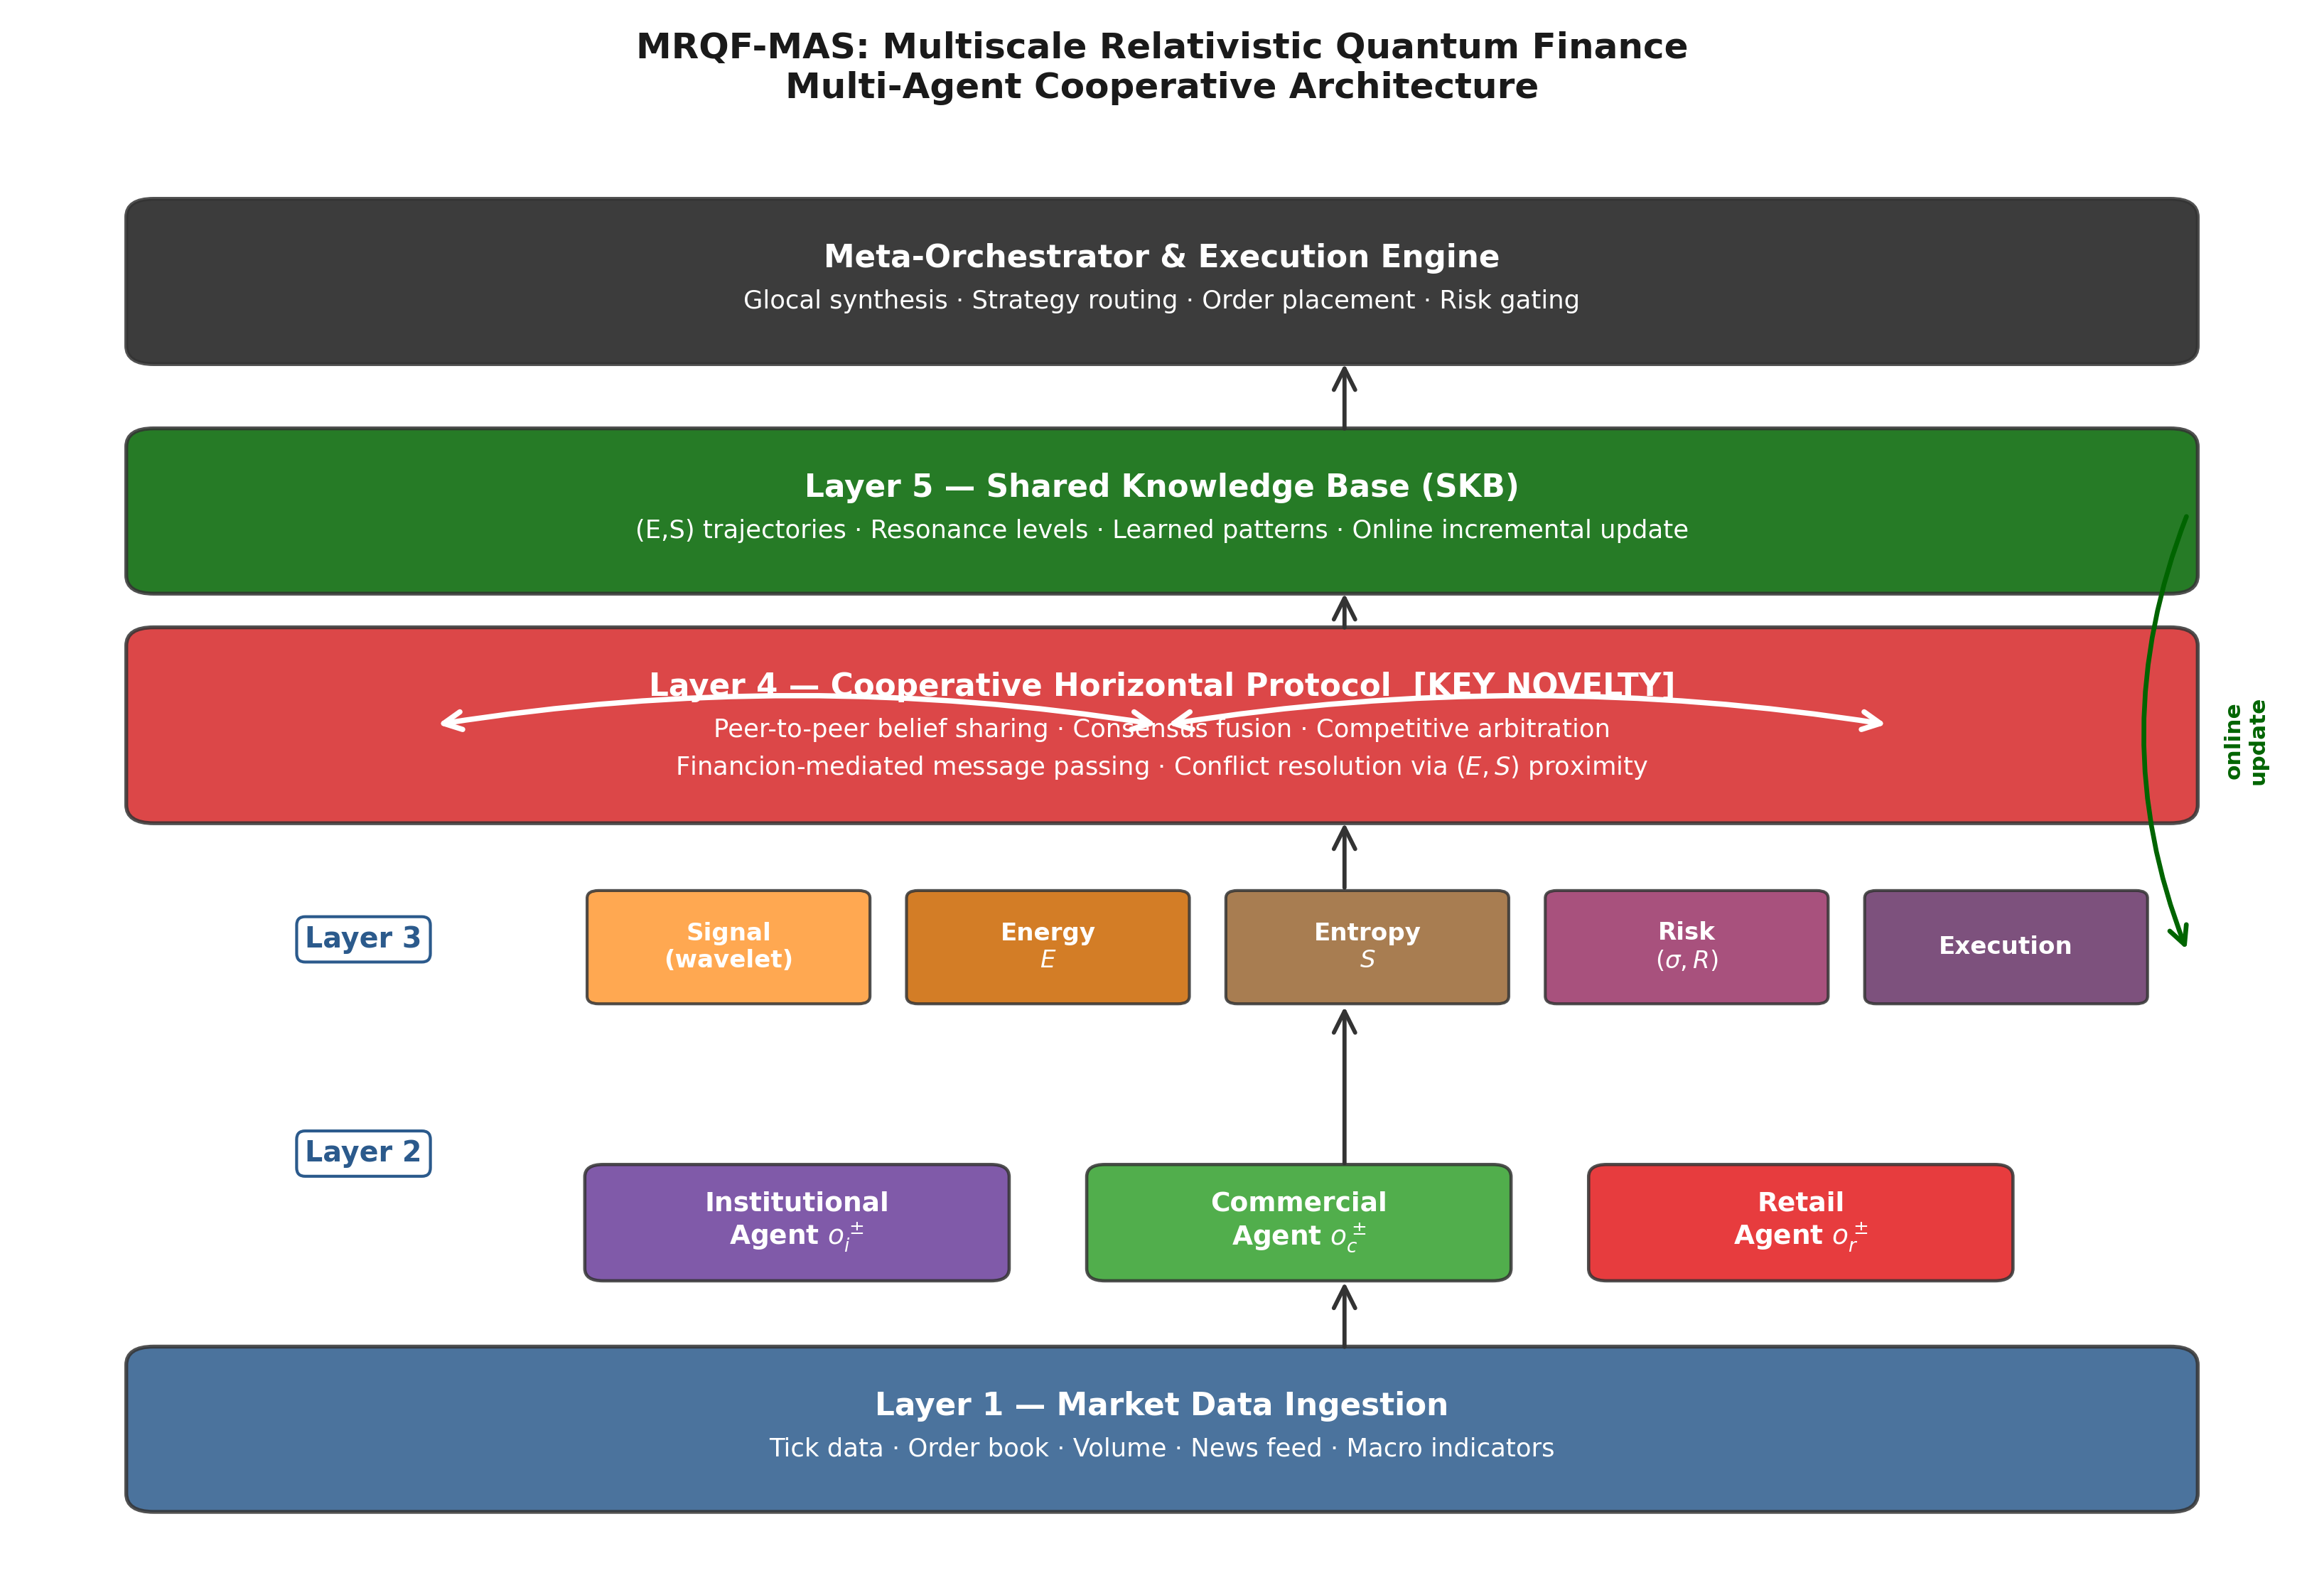 MRQF-MAS: Multiscale Relativistic Quantum Finance
Multi-Agent Cooperative Architecture
Meta-Orchestrator & Execution Engine
Glocal synthesis · Strategy routing · Order placement · Risk gating
Layer 5 — Shared Knowledge Base (SKB)
(E,S) trajectories · Resonance levels · Learned patterns · Online incremental update
Layer 4 — Cooperative Horizontal Protocol [KEY NOVELTY]
Peer-to-peer belief sharing · Consensus fusion · Competitive arbitration
Financion-mediated message passing · Conflict resolution via (E, S) proximity
online
update
Layer 3
Signal
(wavelet)
Energy
E
Entropy
S
Risk
(σ, R)
Execution
Layer 2
Institutional
Agent o_i^±
Commercial
Agent o_c^±
Retail
Agent o_r^±
Layer 1 — Market Data Ingestion
Tick data · Order book · Volume · News feed · Macro indicators